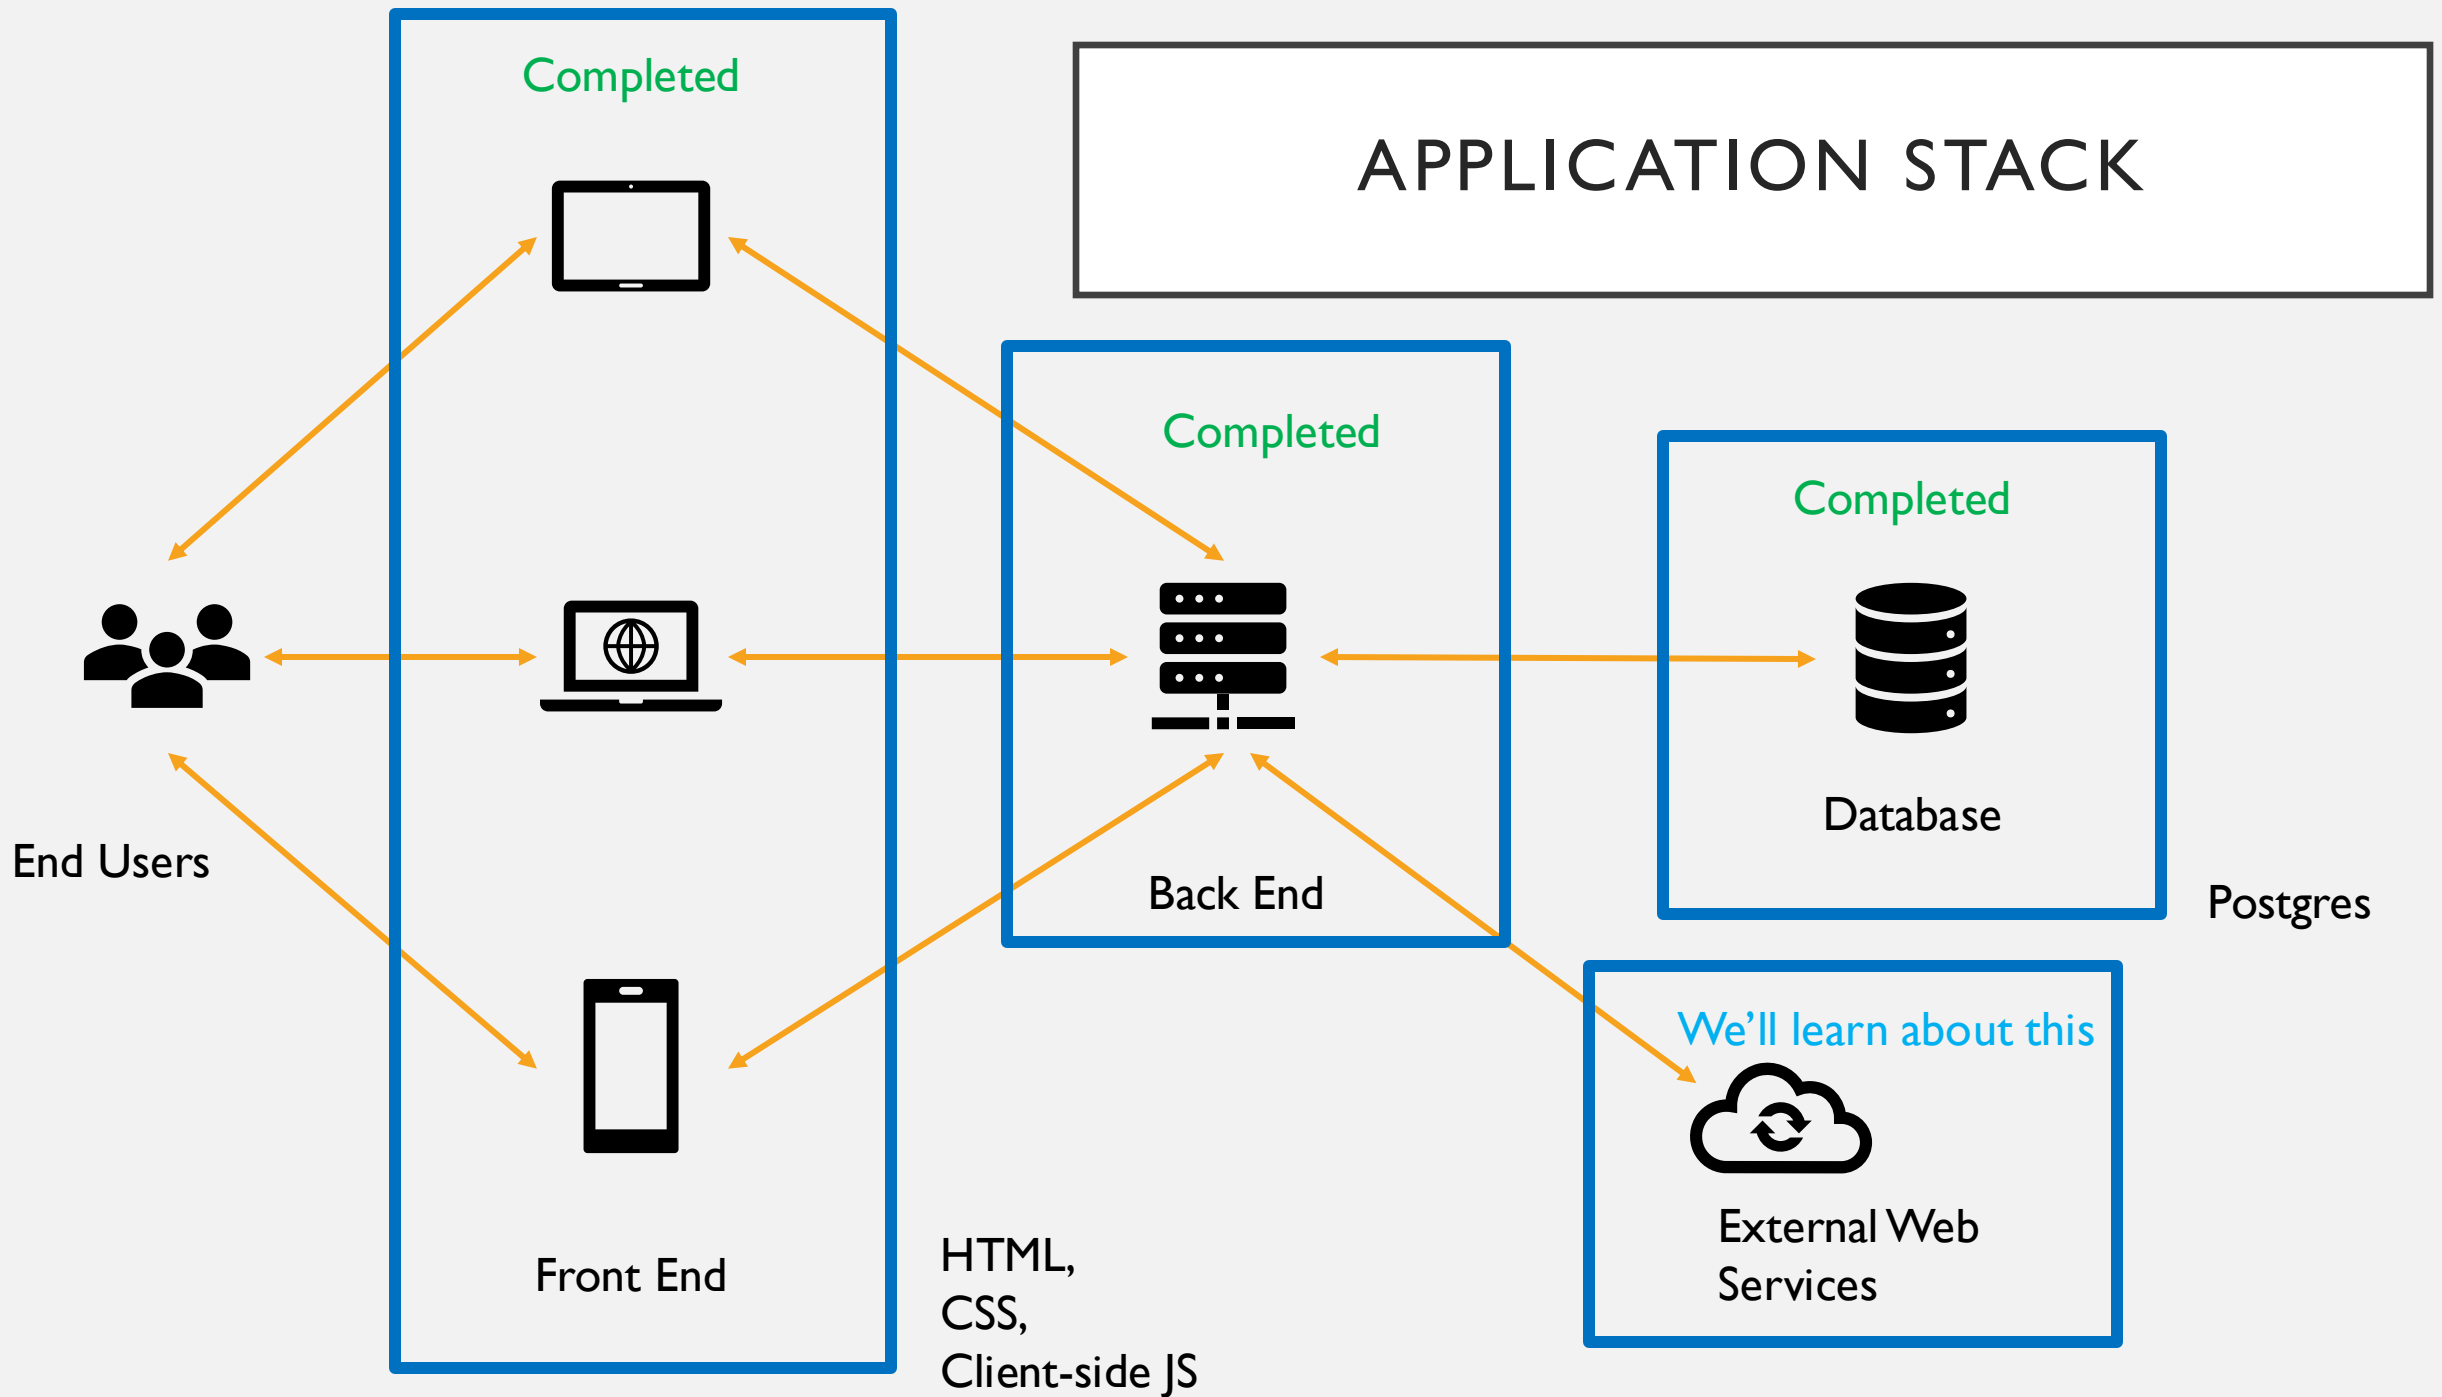 Completed
APPLICATION STACK
Completed
Completed
Database
End Users
Back End
Postgres
We'll learn about this
External Web
Services
Front End
HTML,
CSS,
Client-side JS